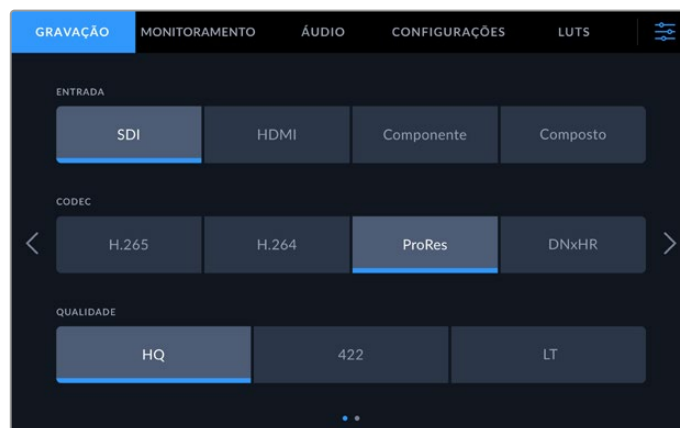 GRAVAÇÃO MONITORAMENTO ÁUDIO CONFIGURAÇÕES LUTS
ENTRADA
SDI HDMI Componente Composto
CODEC
H.265 H.264 ProRes DNxHR
QUALIDADE
HQ 422 LT